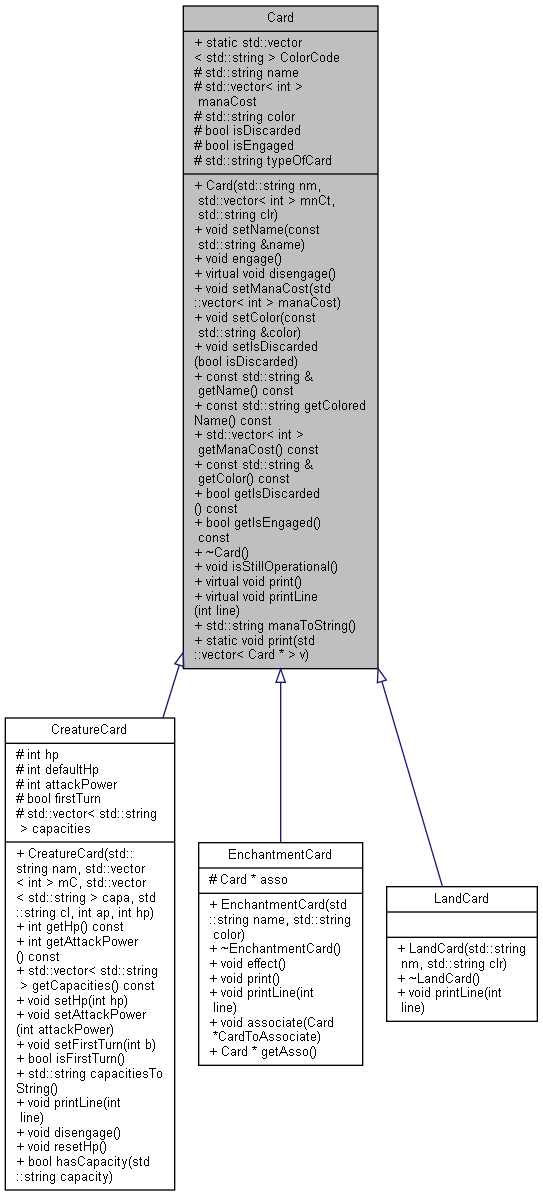 Card
+ static std::vector
< std::string > ColorCode
# std::string name
# std::vector< int >
manaCost
# std::string color
# bool isDiscarded
# bool isEngaged
# std::string typeOfCard
+ Card(std::string nm,
std::vector< int > mnCt,
std::string clr)
+ void setName(const
std::string &name)
+ void engage()
+ virtual void disengage()
+ void setManaCost(std
::vector< int > manaCost)
+ void setColor(const
std::string &color)
+ void setIsDiscarded
(bool isDiscarded)
+ const std::string &
getName() const
+ const std::string getColored
Name() const
+ std::vector< int >
getManaCost() const
+ const std::string &
getColor() const
+ bool getIsDiscarded
() const
+ bool getIsEngaged()
const
+ ~Card()
+ void isStillOperational()
+ virtual void print()
+ virtual void printLine
(int line)
+ std::string manaToString()
+ static void print(std
::vector< Card * > v)
CreatureCard
# int hp
# int defaultHp
# int attackPower
# bool firstTurn
# std::vector< std::string
> capacities
+ CreatureCard(std::
string nam, std::vector
< int > mC, std::vector
< std::string > capa, std
::string cl, int ap, int hp)
+ int getHp() const
+ int getAttackPower
() const
+ std::vector< std::string
> getCapacities() const
+ void setHp(int hp)
+ void setAttackPower
(int attackPower)
+ void setFirstTurn(int b)
+ bool isFirstTurn()
+ std::string capacitiesTo
String()
+ void printLine(int
line)
+ void disengage()
+ void resetHp()
+ bool hasCapacity(std
::string capacity)
EnchantmentCard
# Card * asso
+ EnchantmentCard(std
::string name, std::string
color)
+ ~EnchantmentCard()
+ void effect()
+ void print()
+ void printLine(int
line)
+ void associate(Card
*CardToAssociate)
+ Card * getAsso()
LandCard
+ LandCard(std::string
nm, std::string clr)
+ ~LandCard()
+ void printLine(int
line)